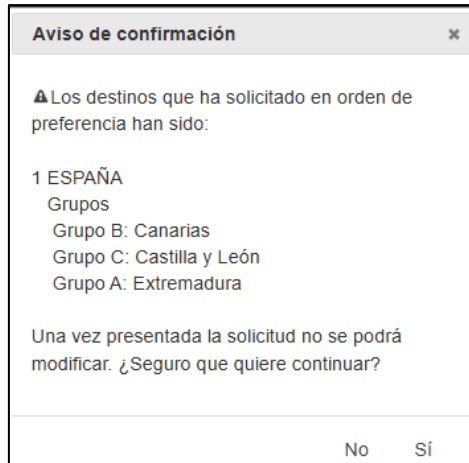 Aviso de confirmación
Los destinos que ha solicitado en orden de
preferencia han sido:
1 ESPAÑA
Grupos
Grupo B: Canarias
Grupo C: Castilla y León
Grupo A: Extremadura
Una vez presentada la solicitud no se podrá
modificar. ¿Seguro que quiere continuar?
No Sí